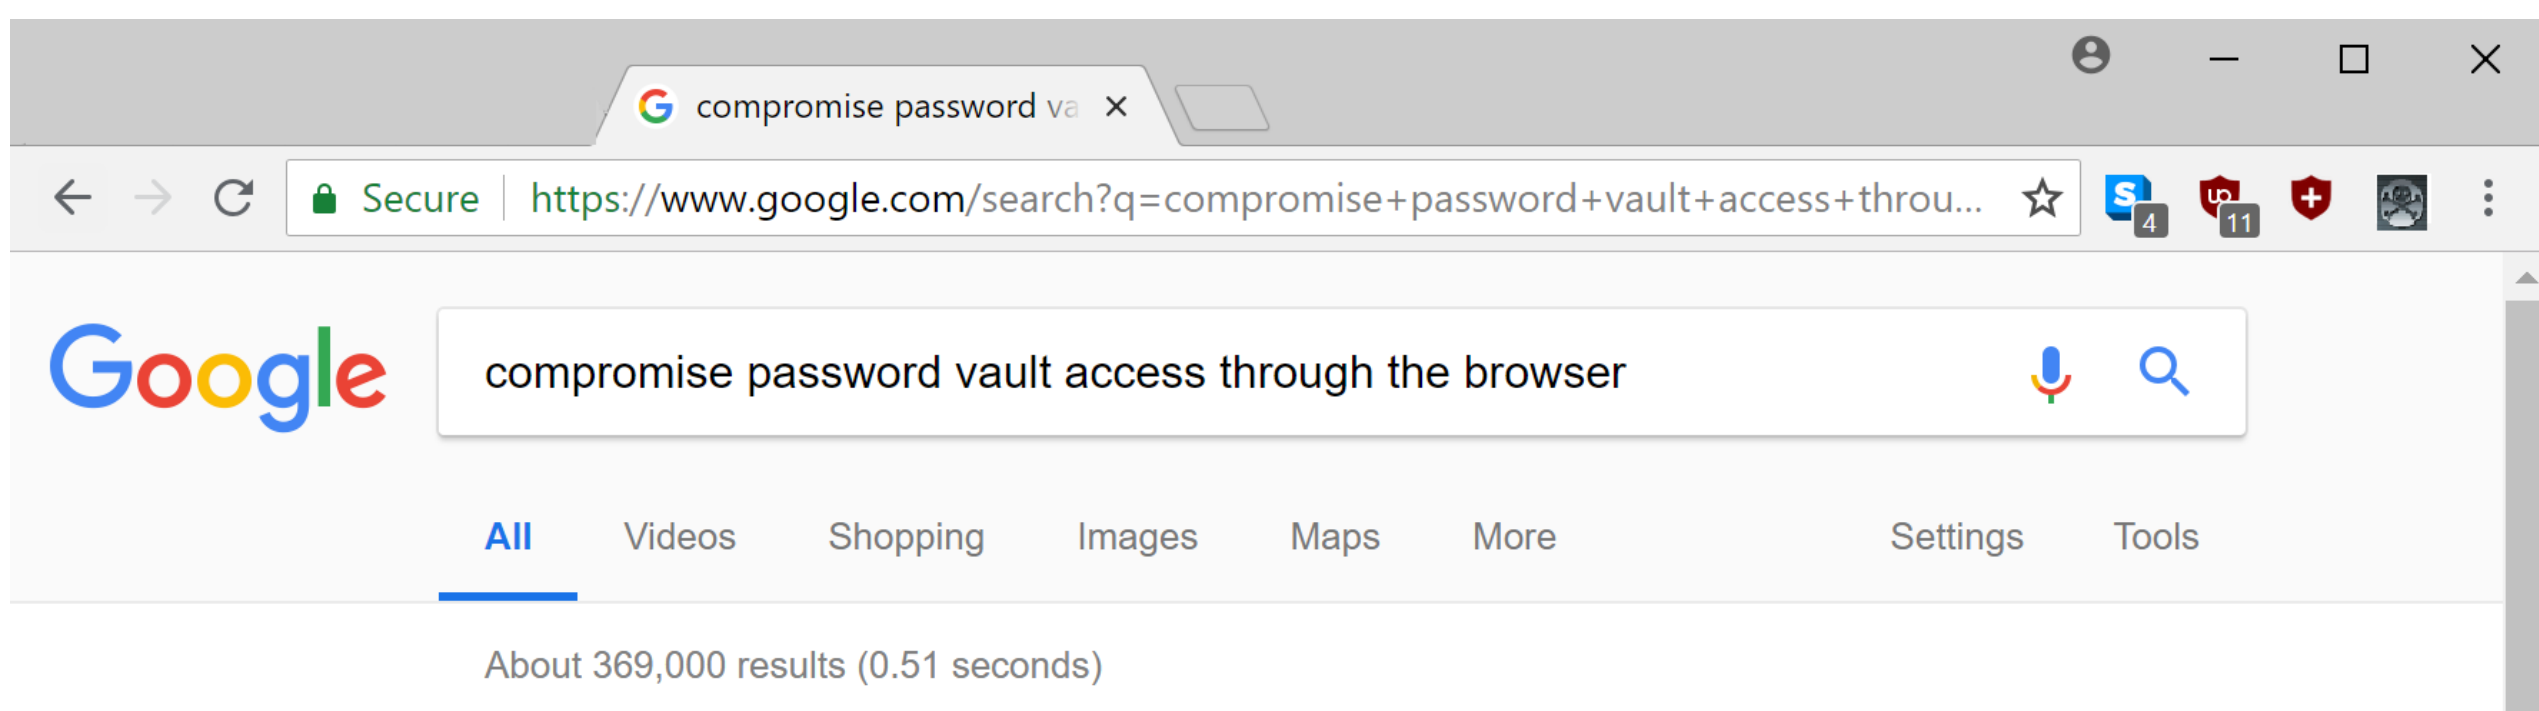 compromise password va
Secure https://www.google.com/search?q=compromise+password+vault+access+throu...
S 4 uo 11
Google compromise password vault access through the browser
All Videos Shopping Images Maps More Settings Tools
About 369,000 results (0.51 seconds)